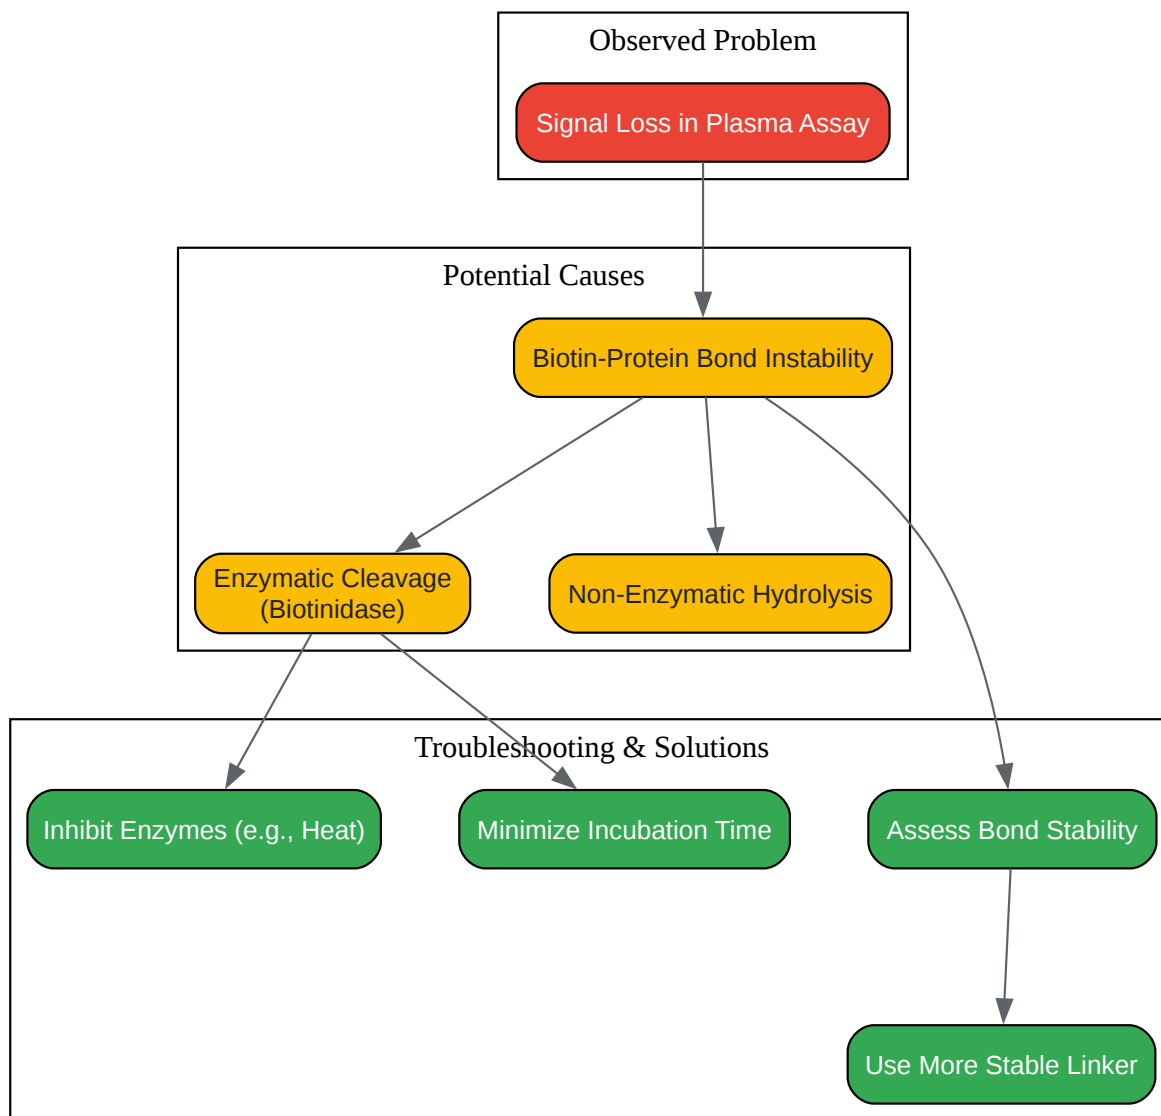 Observed Problem
Signal Loss in Plasma Assay
Potential Causes
Biotin-Protein Bond Instability
Enzymatic Cleavage
(Biotinidase)
Non-Enzymatic Hydrolysis
Troubleshooting & Solutions
Inhibit Enzymes (e.g., Heat)
Minimize Incubation Time
Assess Bond Stability
Use More Stable Linker